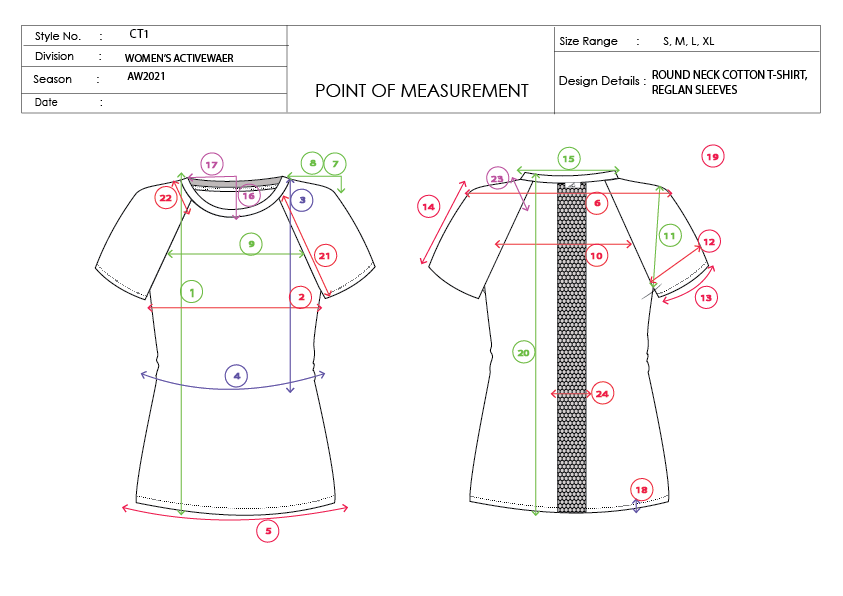 Style No. : CT1
Division : WOMEN'S ACTIVEWAER
Season : AW2021
Date :
POINT OF MEASUREMENT
Size Range : S, M, L, XL
Design Details : ROUND NECK COTTON T-SHIRT,
REGLAN SLEEVES
17
8 7
22
16
3
9
21
1
2
4
5
15
19
23
14
6
11
12
10
13
20
24
18